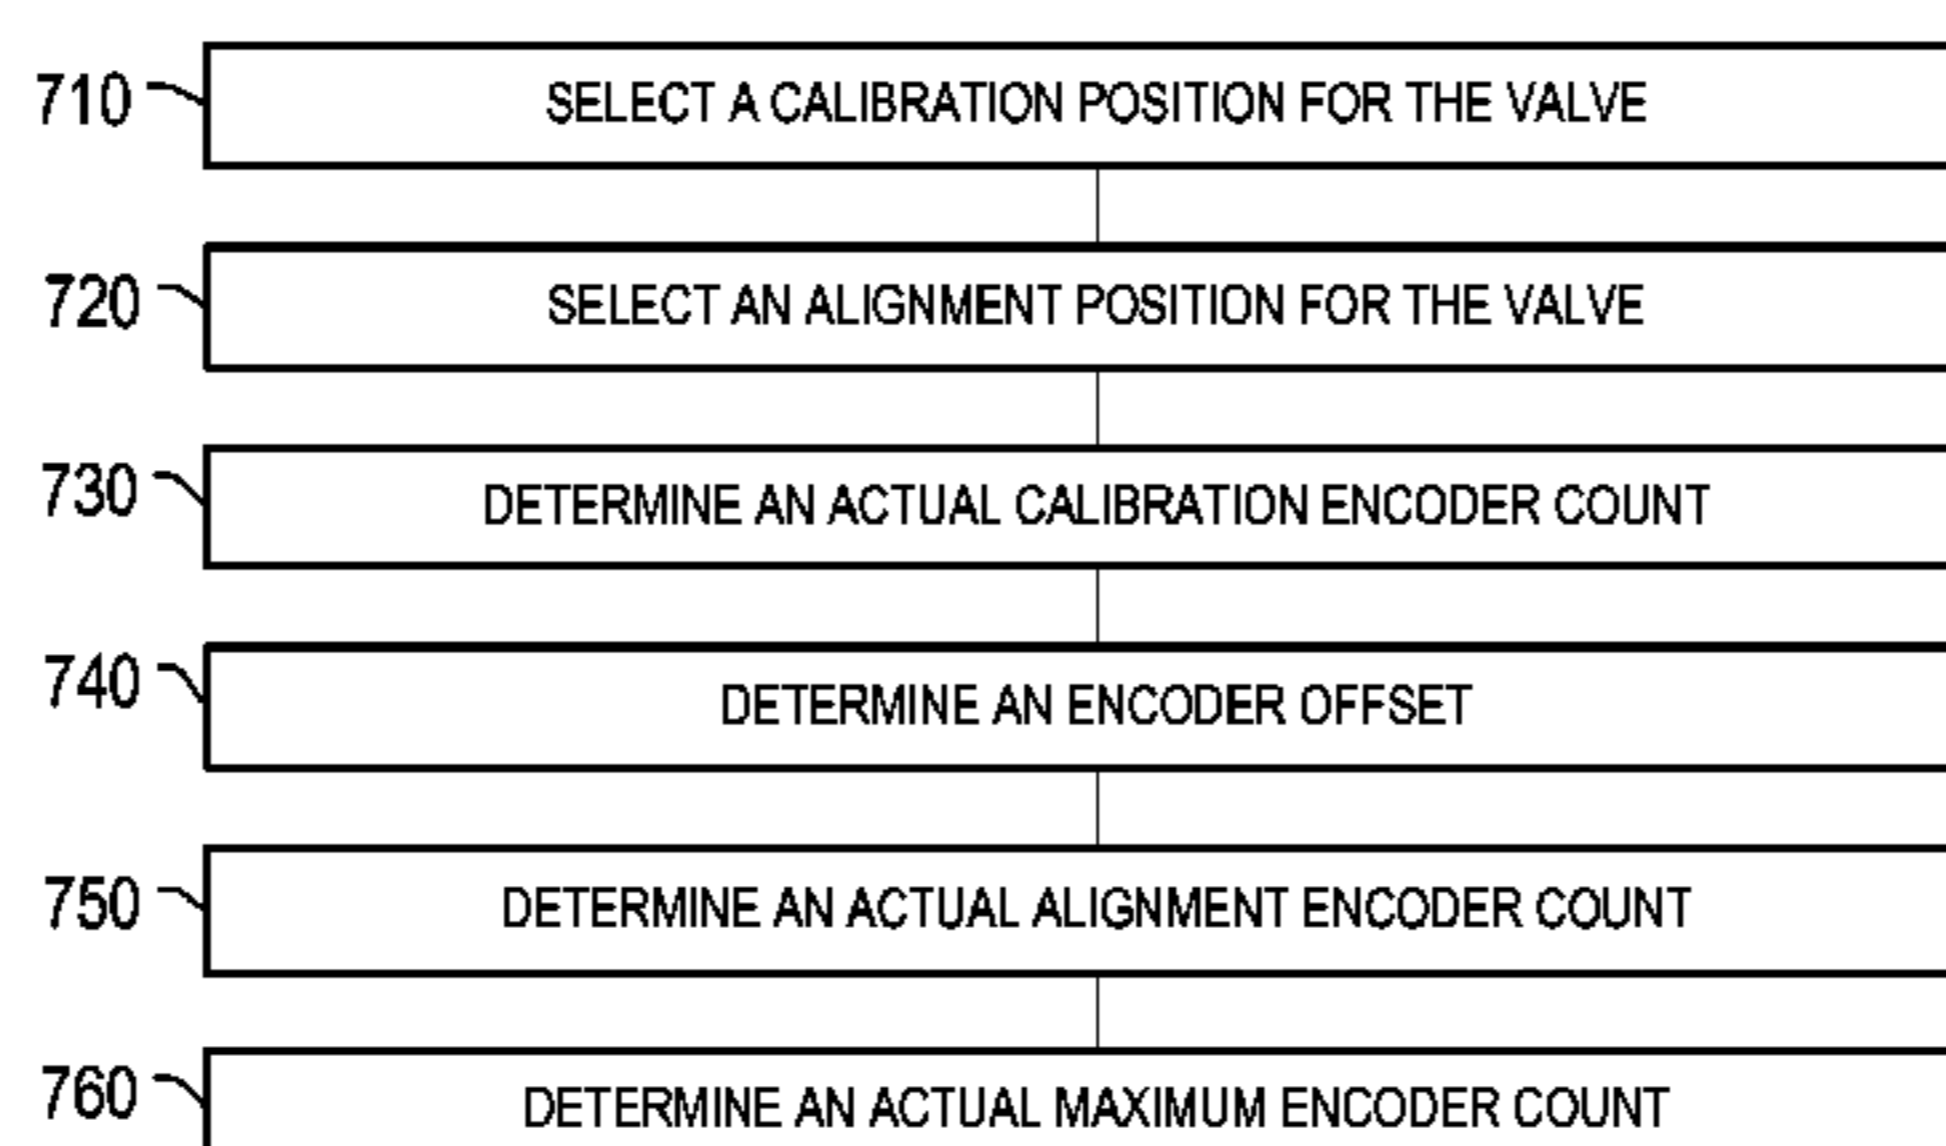 710 SELECT A CALIBRATION POSITION FOR THE VALVE
720 SELECT AN ALIGNMENT POSITION FOR THE VALVE
730 DETERMINE AN ACTUAL CALIBRATION ENCODER COUNT
740 DETERMINE AN ENCODER OFFSET
750 DETERMINE AN ACTUAL ALIGNMENT ENCODER COUNT
760 DETERMINE AN ACTUAL MAXIMUM ENCODER COUNT